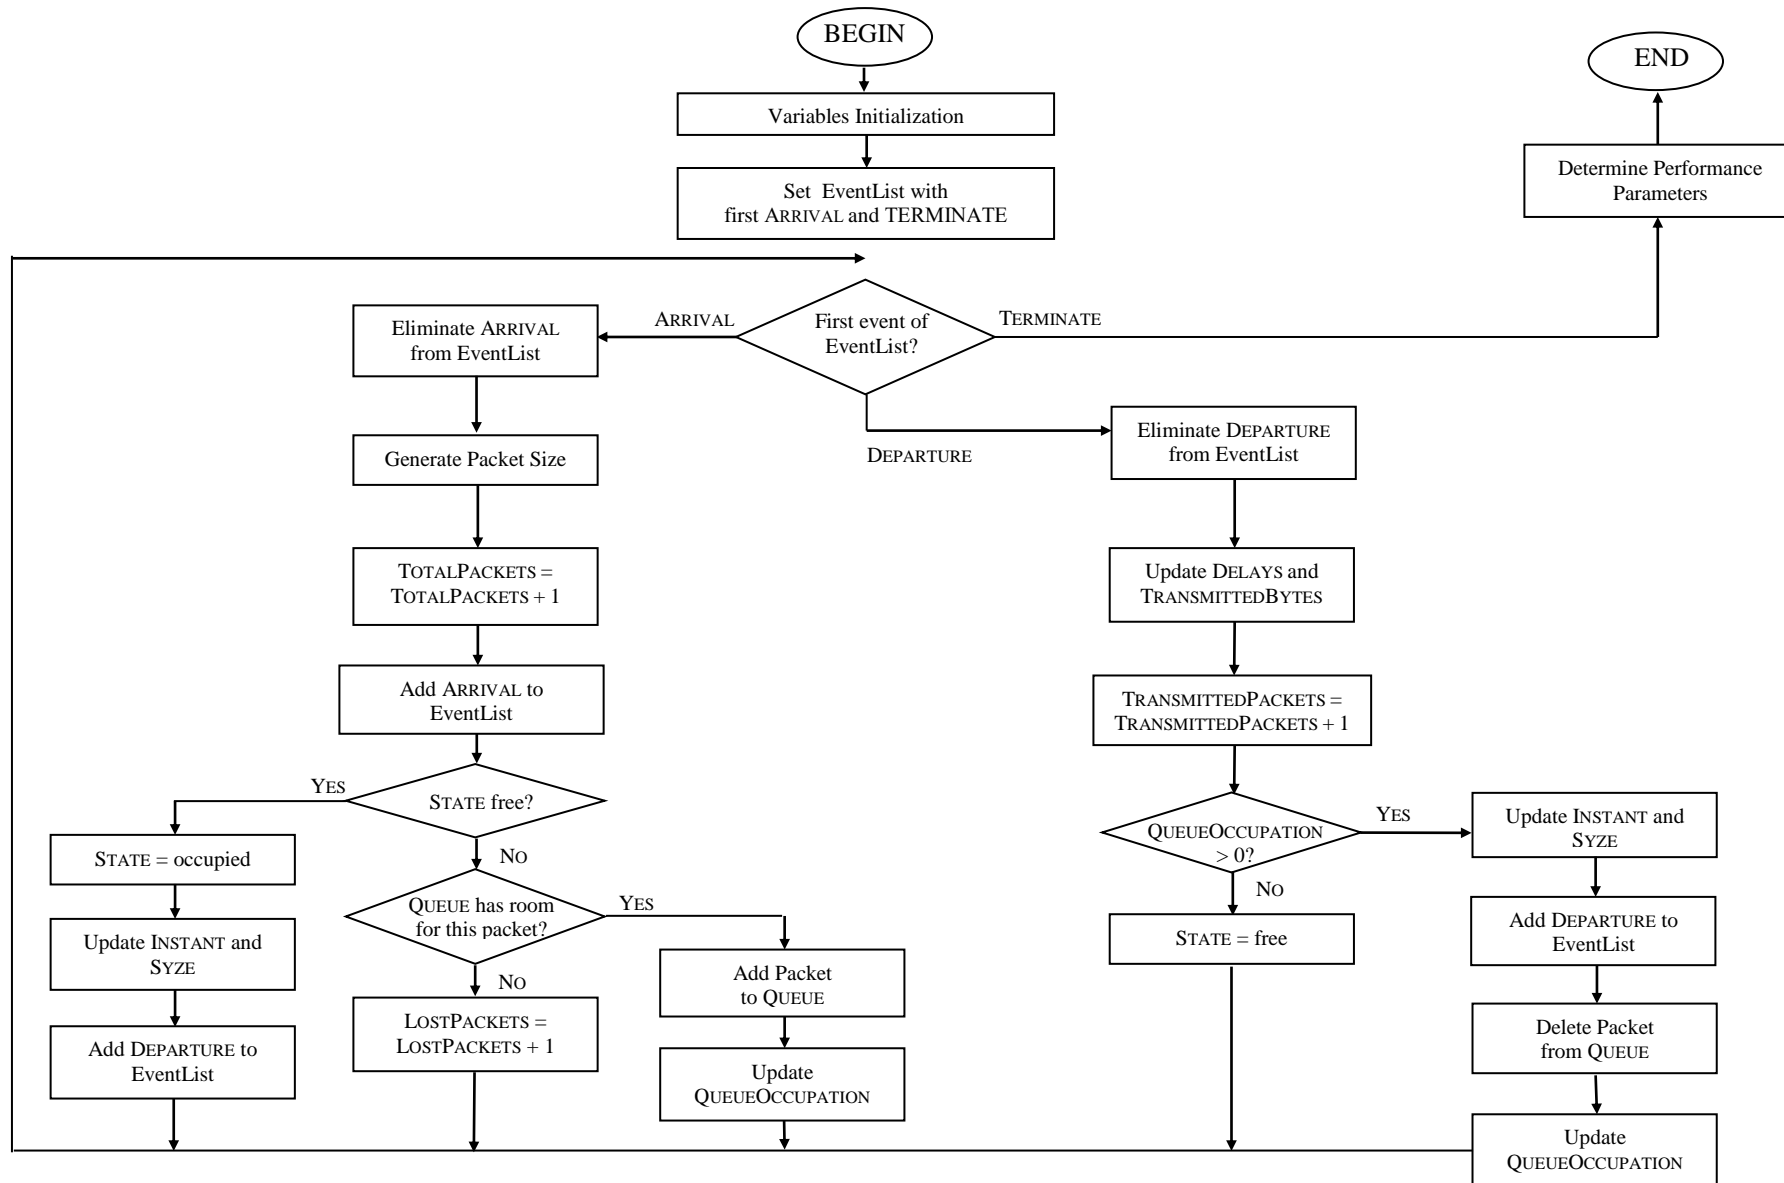 BEGIN
END
Variables Initialization
Set EventList with
first ARRIVAL and TERMINATE
Determine Performance
Parameters
First event of
EventList?
ARRIVAL
TERMINATE
DEPARTURE
Eliminate ARRIVAL
from EventList
Generate Packet Size
TOTALPACKETS =
TOTALPACKETS + 1
Add ARRIVAL to
EventList
STATE free?
YES
NO
STATE = occupied
Update INSTANT and
SYZE
Add DEPARTURE to
EventList
QUEUE has room
for this packet?
YES
NO
LOSTPACKETS =
LOSTPACKETS + 1
Add Packet
to QUEUE
Update
QUEUEOCCUPATION
Eliminate DEPARTURE
from EventList
Update DELAYS and
TRANSMITTEDBYTES
TRANSMITTEDPACKETS =
TRANSMITTEDPACKETS + 1
QUEUEOCCUPATION
> 0?
YES
NO
STATE = free
Update INSTANT and
SYZE
Add DEPARTURE to
EventList
Delete Packet
from QUEUE
Update
QUEUEOCCUPATION